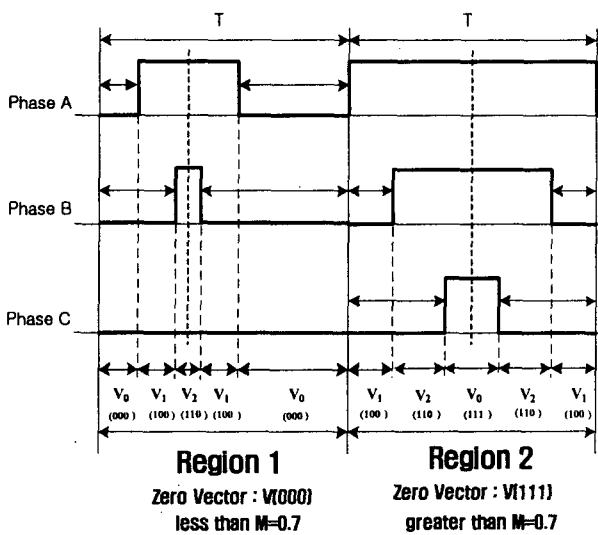 T T
Phase A
Phase B
Phase C
V0 V1 V2 V1 V0 V1 V2 V0 V2 V1
(000) (100) (110) (100) (000) (100) (110) (111) (110) (100)
Region 1 Region 2
Zero Vector : V(000) Zero Vector : V(111)
less than M=0.7 greater than M=0.7